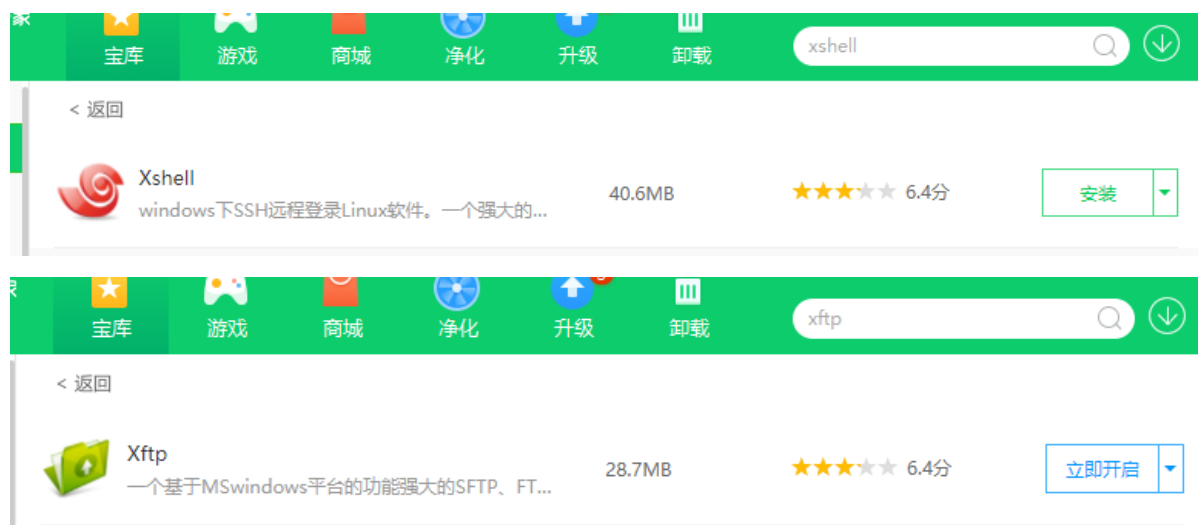 家
宝库 游戏 商城 净化 升级 卸载 xshell
< 返回
Xshell
windows下SSH远程登录Linux软件。一个强大的... 40.6MB 6.4分 安装
宝库 游戏 商城 净化 升级 卸载 xftp
< 返回
Xftp
一个基于MSwindows平台的功能强大的SFTP、FT... 28.7MB 6.4分 立即开启